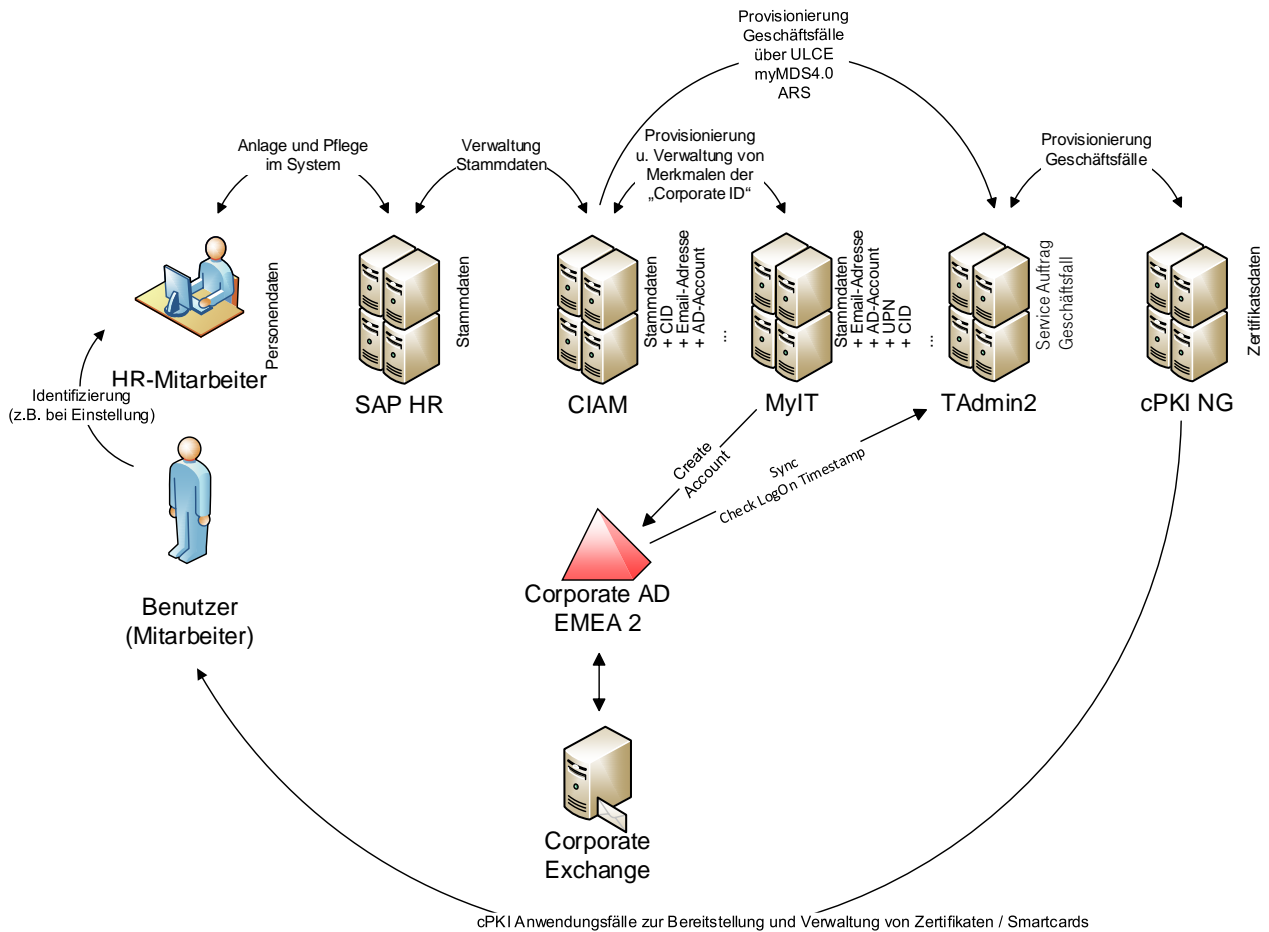 Provisionierung
Geschäftsfälle
über ULCE
myMDS4.0
ARS
Anlage und Pflege
im System
Verwaltung
Stammdaten
Provisionierung
u. Verwaltung von
Merkmalen der
„Corporate ID“
Provisionierung
Geschäftsfälle
Personendaten
HR-Mitarbeiter
Stammdaten
SAP HR
Stammdaten
+ CID
+ Email-Adresse
+ AD-Account
...
CIAM
Stammdaten
+ Email-Adresse
+ AD-Account
+ UPN
+ CID
...
MyIT
Service Auftrag
Geschäftsfall
TAdmin2
Zertifikatsdaten
cPKI NG
Identifizierung
(z.B. bei Einstellung)
Create
Account
Sync
Check LogOn Timestamp
Benutzer
(Mitarbeiter)
Corporate AD
EMEA 2
Corporate
Exchange
cPKI Anwendungsfälle zur Bereitstellung und Verwaltung von Zertifikaten / Smartcards